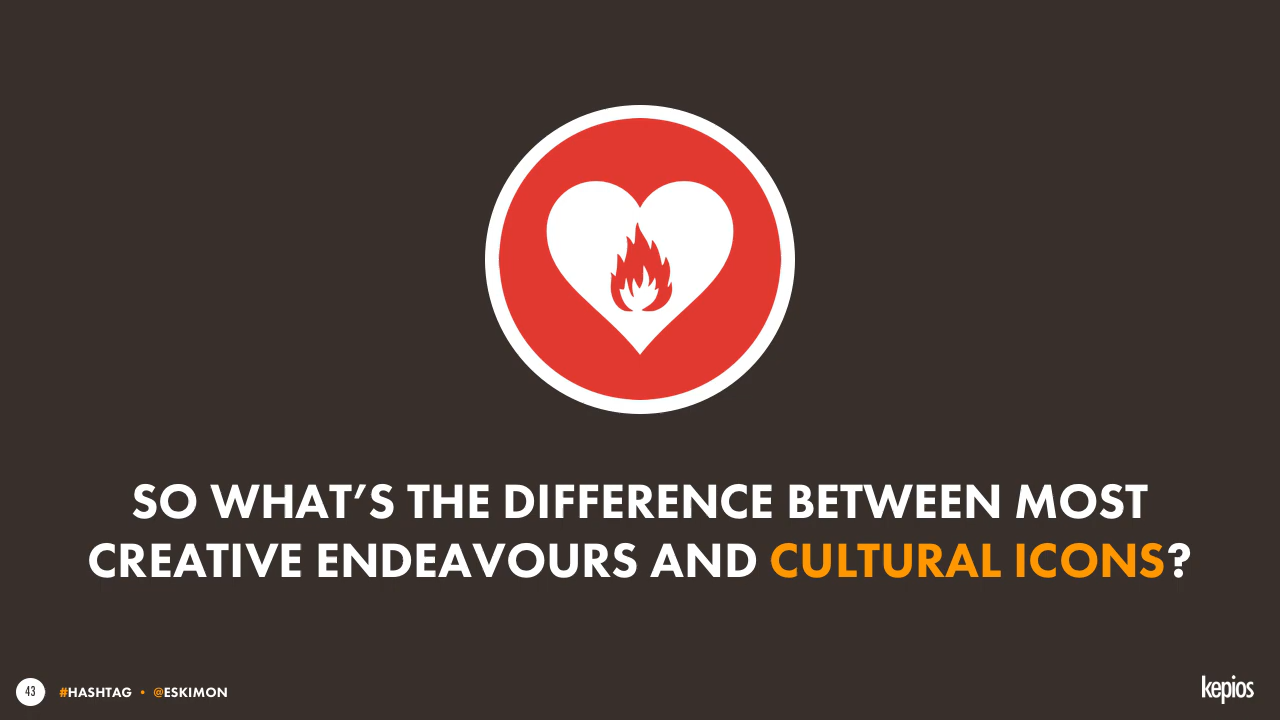 SO WHAT’S THE DIFFERENCE BETWEEN MOST
CREATIVE ENDEAVOURS AND CULTURAL ICONS?
43 #HASHTAG • @ESKIMON
kepios